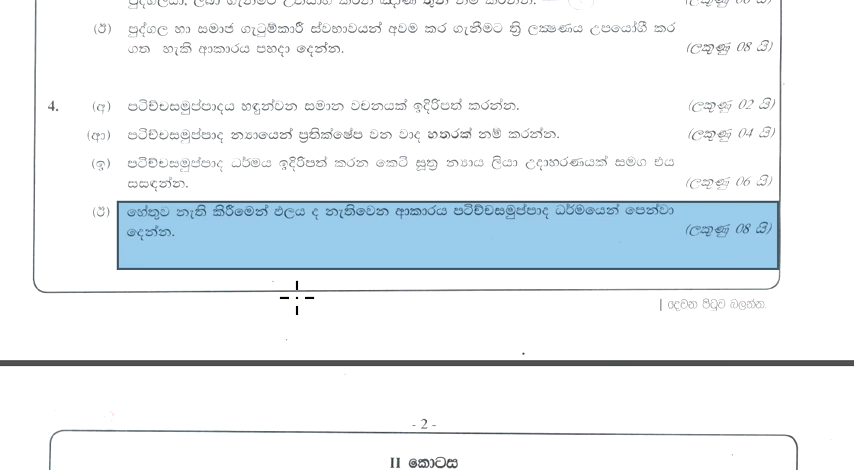 (ඊ) පුද්ගල හා සමාජ ගැටුම්කාරී ස්වභාවයන් අවම කර ගැනීමට ත්‍රි ලක්ෂණය උපයෝගී කර
ගත හැකි ආකාරය පහදා දෙන්න. (ලකුණු 08 යි)
4. (අ) පටිච්චසමුප්පාදය හඳුන්වන සමාන වචනයක් ඉදිරිපත් කරන්න. (ලකුණු 02 යි)
(ආ) පටිච්චසමුප්පාද න්‍යායෙන් ප්‍රතික්ෂේප වන වාද හතරක් නම් කරන්න. (ලකුණු 04 යි)
(ඉ) පටිච්චසමුප්පාද ධර්මය ඉදිරිපත් කරන කෙටි සූත්‍ර න්‍යාය ලියා උදාහරණයක් සමග එය
සසඳන්න. (ලකුණු 06 යි)
(ඊ) හේතුව නැති කිරීමෙන් ඵලය ද නැතිවෙන ආකාරය පටිච්චසමුප්පාද ධර්මයෙන් පෙන්වා
දෙන්න. (ලකුණු 08 යි)
| දෙවන පිටුව බලන්න.
- 2 -
II කොටස